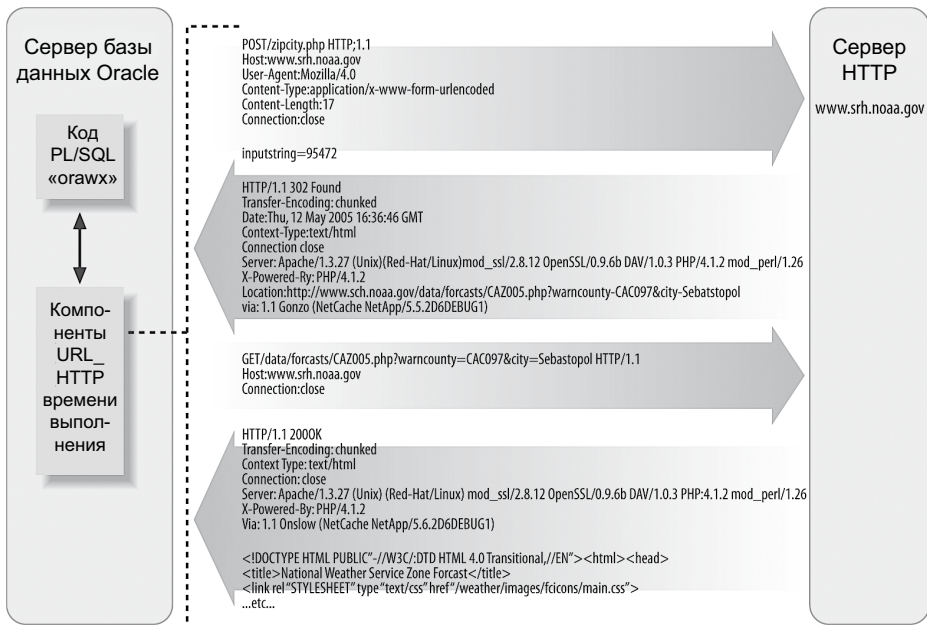 Сервер базы
данных Oracle
Код
PL/SQL
«orawx»
Компо-
ненты
URL_
HTTP
времени
выпол-
нения
POST/zipcity.php HTTP;1.1
Host:www.srh.noaa.gov
User-Agent:Mozilla/4.0
Content-Type:application/x-www-form-urlencoded
Content-Length:17
Connection:close
inputstring=95472
HTTP/1.1 302 Found
Transfer-Encoding: chunked
Date:Thu, 12 May 2005 16:36:46 GMT
Context-Type:text/html
Connection close
Server: Apache/1.3.27 (Unix)(Red-Hat/Linux)mod_ssl/2.8.12 OpenSSL/0.9.6b DAV/1.0.3 PHP/4.1.2 mod_perl/1.26
X-Powered-Ry: PHP/4.1.2
Location:http://www.sch.noaa.gov/data/forcasts/CAZ005.php?warncounty-CAC097&city-Sebatstopol
via: 1.1 Gonzo (NetCache NetApp/5.5.2D6DEBUG1)
GET/data/forcasts/CAZ005.php?warncounty=CAC097&city=Sebastopol HTTP/1.1
Host:www.srh.noaa.gov
Connection:close
HTTP/1.1 200OK
Transfer-Encoding: chunked
Context Type: text/html
Connection: close
Server: Apache/1.3.27 (Unix) (Red-Hat/Linux) mod_ssl/2.8.12 OpenSSL/0.9.6b DAV/1.0.3 PHP:4.1.2 mod_perl/1.26
X-Powered-By: PHP/4.1.2
Via: 1.1 Onslow (NetCache NetApp/5.6.2D6DEBUG1)
<!DOCTYPE HTML PUBLIC"-//W3C/:DTD HTML 4.0 Transitional,//EN"><html><head>
<title>National Weather Service Zone Forcast</title>
<link rel"STYLESHEET" type"text/css" href"/weather/images/fcicons/main.css">
...etc...
Сервер
HTTP
www.srh.noaa.gov